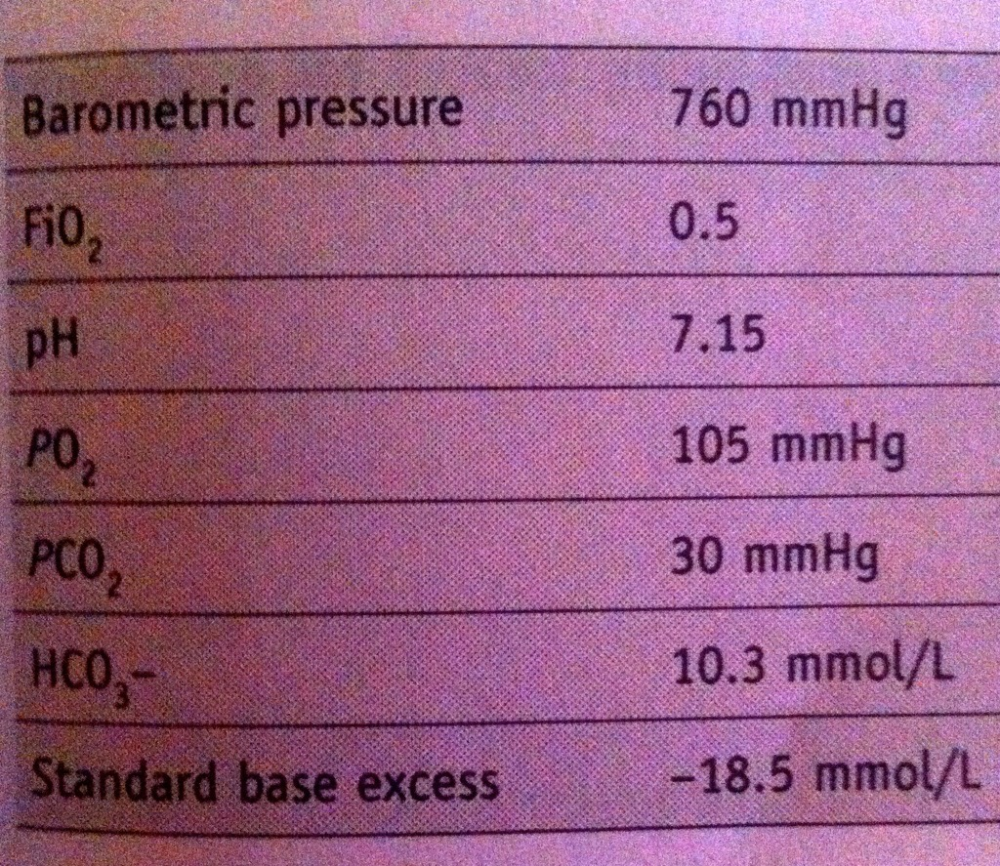 Barometric pressure 760 mmHg
FiO₂ 0.5
pH 7.15
PO₂ 105 mmHg
PCO₂ 30 mmHg
HCO₃– 10.3 mmol/L
Standard base excess –18.5 mmol/L